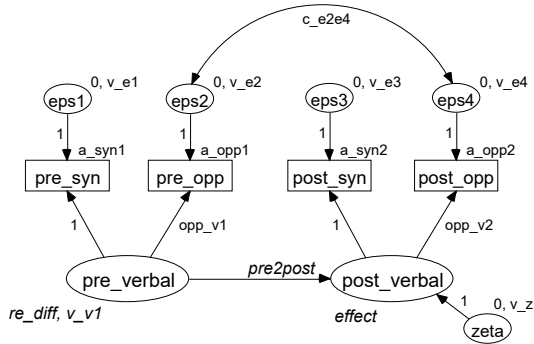 c_e2e4
0, v_e1
0, v_e2
0, v_e3
0, v_e4
eps1
eps2
eps3
eps4
1
1
1
1
a_syn1
a_opp1
a_syn2
a_opp2
pre_syn
pre_opp
post_syn
post_opp
1
opp_v1
1
opp_v2
pre_verbal
pre2post
post_verbal
re_diff, v_v1
effect
1
0, v_z
zeta